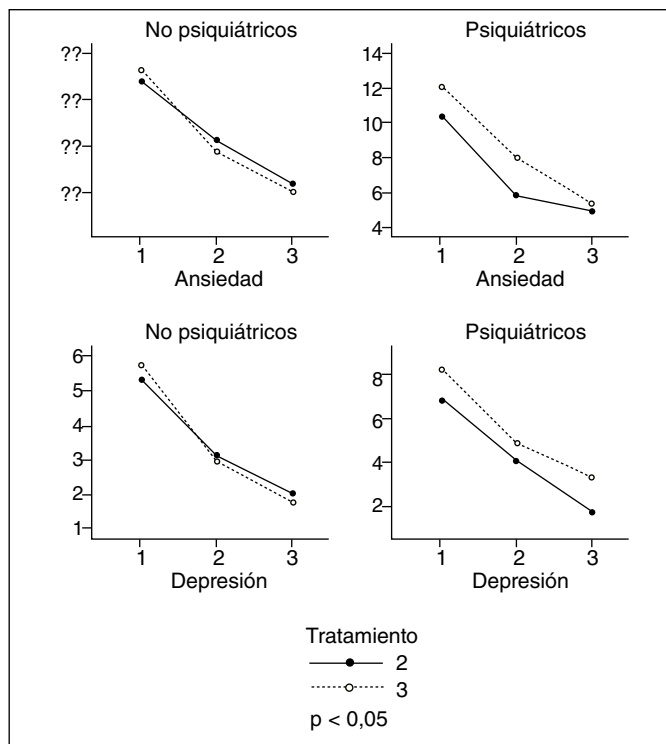 No psiquiátricos
??
??
??
??
1 2 3
Ansiedad
Psiquiátricos
14
12
10
8
6
4
1 2 3
Ansiedad
No psiquiátricos
6
5
4
3
2
1
1 2 3
Depresión
Psiquiátricos
8
6
4
2
1 2 3
Depresión
Tratamiento
2
3
p < 0,05